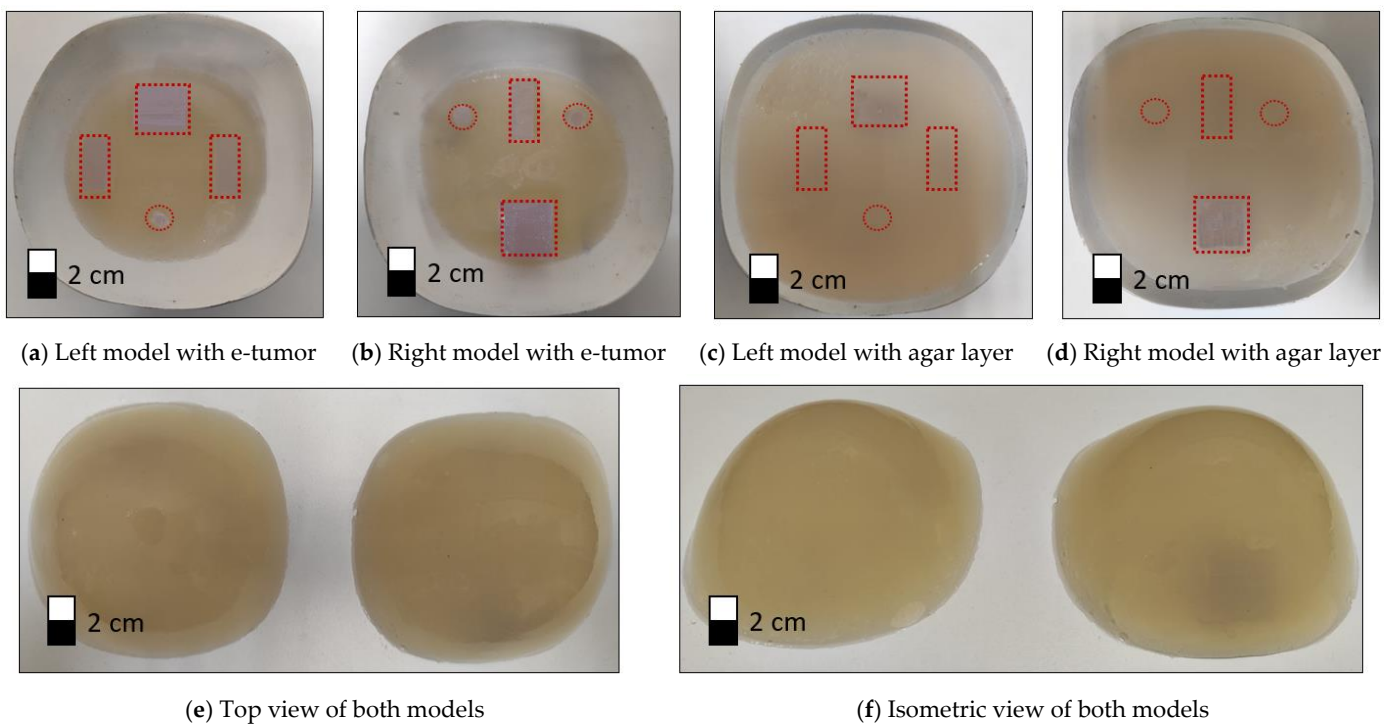 2 cm
2 cm
2 cm
2 cm
(a) Left model with e-tumor
(b) Right model with e-tumor
(c) Left model with agar layer
(d) Right model with agar layer
2 cm
2 cm
(e) Top view of both models
(f) Isometric view of both models